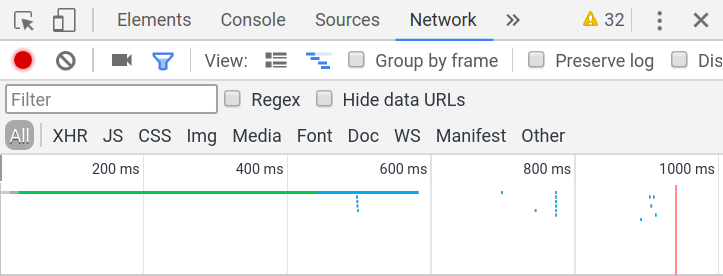 Elements Console Sources Network » 32
View: Group by frame Preserve log Dis
Filter Regex Hide data URLs
All XHR JS CSS Img Media Font Doc WS Manifest Other
200 ms 400 ms 600 ms 800 ms 1000 ms